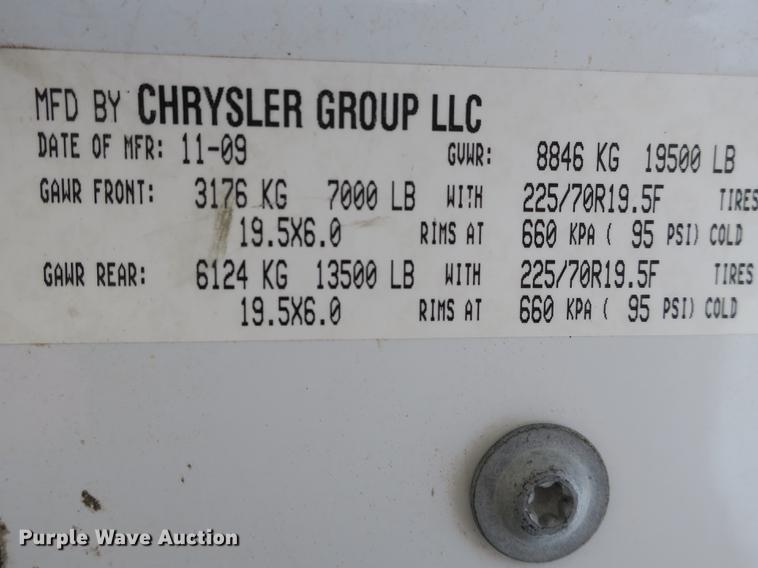 MFD BY CHRYSLER GROUP LLC
DATE OF MFR: 11-09 GVWR: 8846 KG 19500 LB
GAWR FRONT: 3176 KG 7000 LB WITH 225/70R19.5F TIRES
19.5X6.0 RIMS AT 660 KPA ( 95 PSI) COLD
GAWR REAR: 6124 KG 13500 LB WITH 225/70R19.5F TIRES
19.5X6.0 RIMS AT 660 KPA ( 95 PSI) COLD
Purple Wave Auction